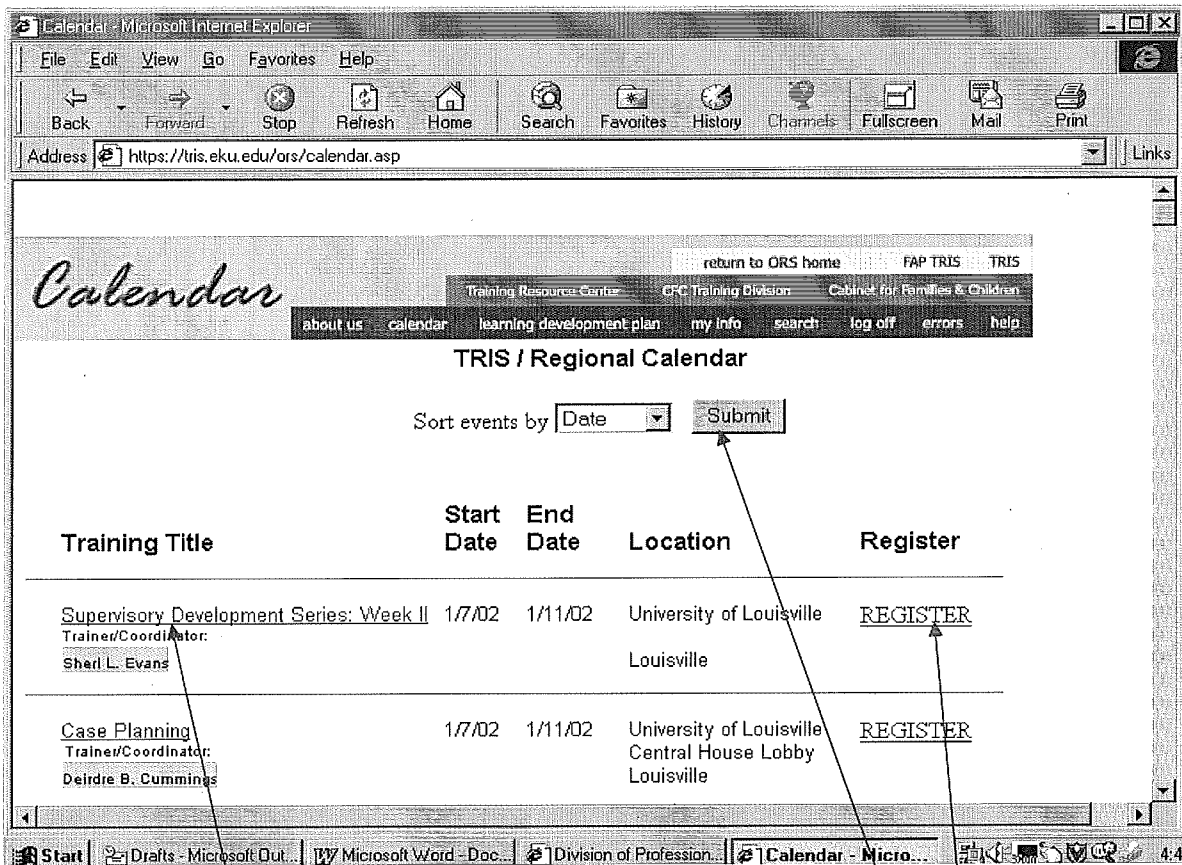 Calendar - Microsoft Internet Explorer
File Edit View Go Favorites Help
Back Forward Stop Refresh Home Search Favorites History Channels Fullscreen Mail Print
Address https://tris.eku.edu/ors/calendar.asp Links
return to ORS home FAP TRIS TRIS
Calendar
Training Resource Center CFC Training Division Cabinet for Families & Children
about us calendar learning development plan my info search log off errors help
TRIS / Regional Calendar
Sort events by Date Submit
Start End
Training Title Date Date Location Register
Supervisory Development Series: Week II 1/7/02 1/11/02 University of Louisville REGISTER
Trainer/Coordinator:
Sheri L. Evans Louisville
Case Planning 1/7/02 1/11/02 University of Louisville REGISTER
Trainer/Coordinator: Central House Lobby
Deirdre B. Cummings Louisville
Start Drafts - Microsoft Out... Microsoft Word - Doc... Division of Profession... Calendar - Micro... 4:4